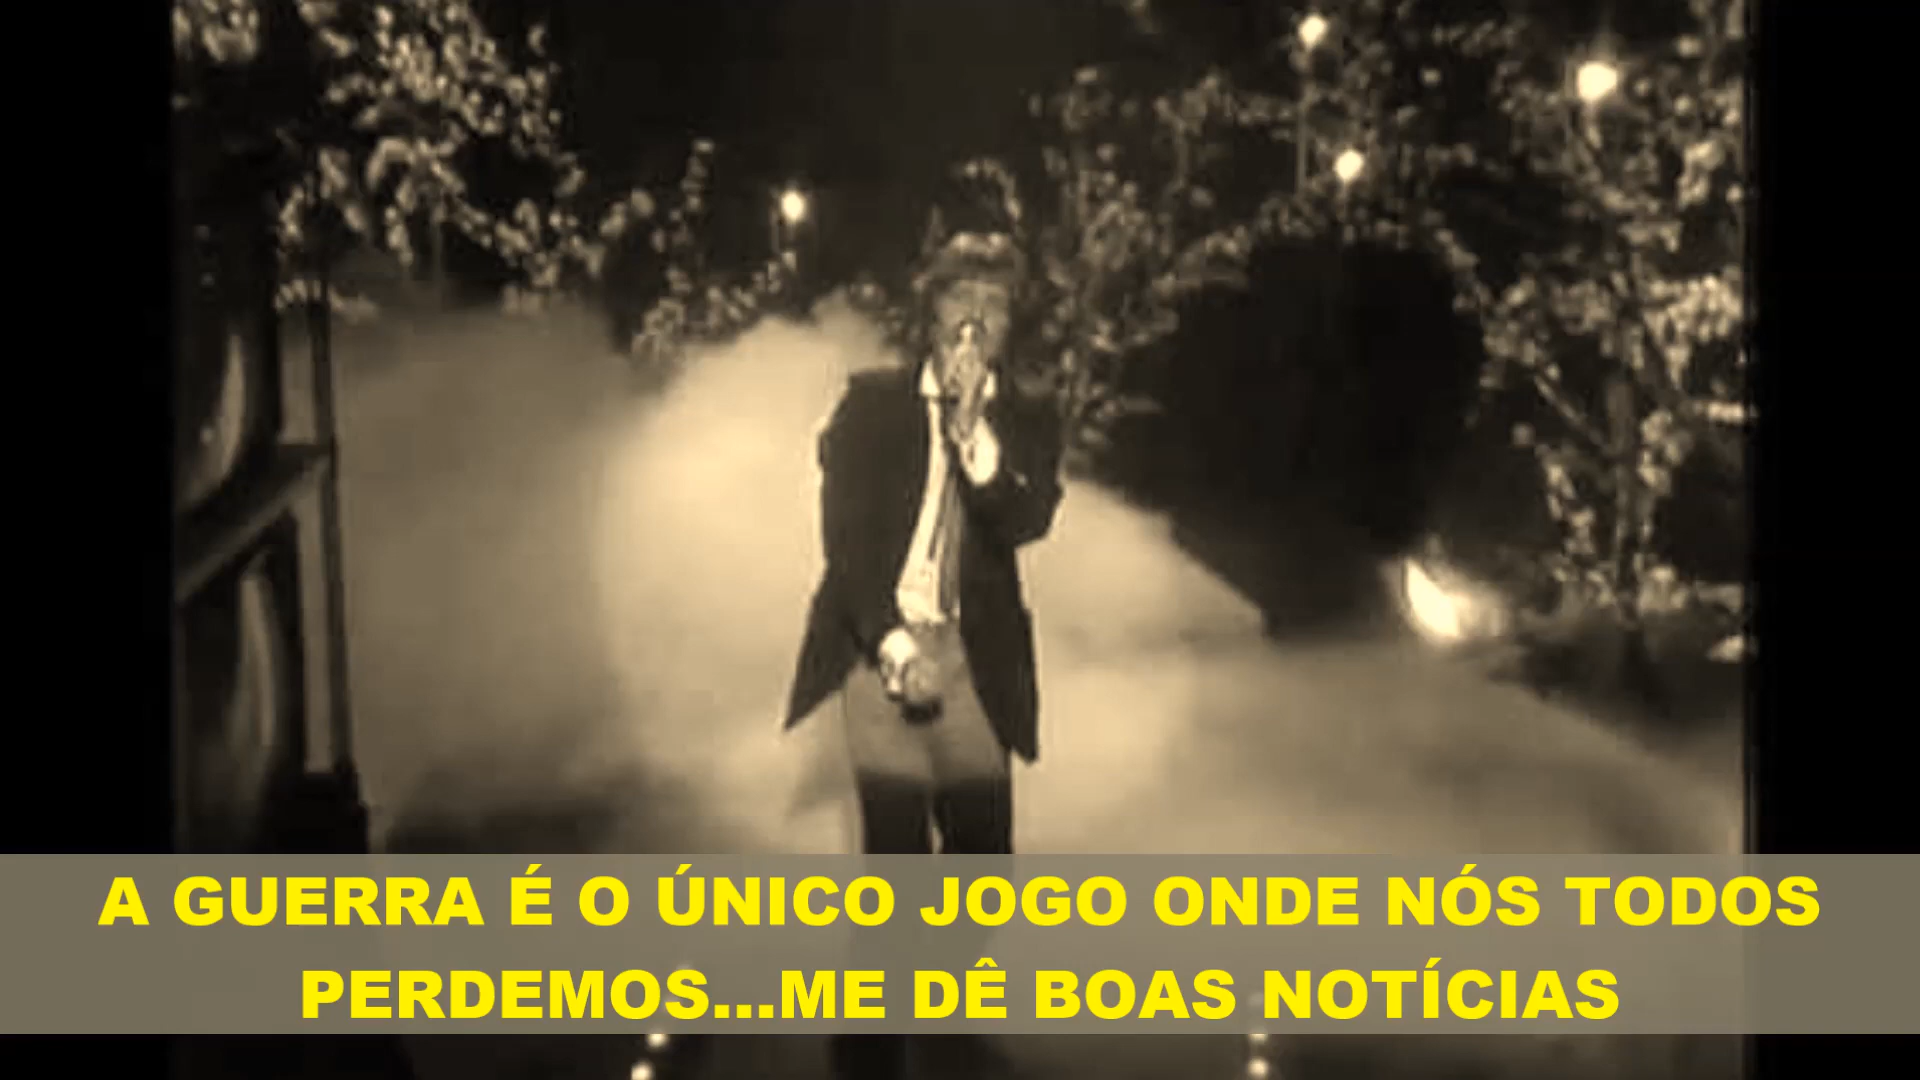 A GUERRA É O ÚNICO JOGO ONDE NÓS TODOS
PERDEMOS...ME DÊ BOAS NOTÍCIAS